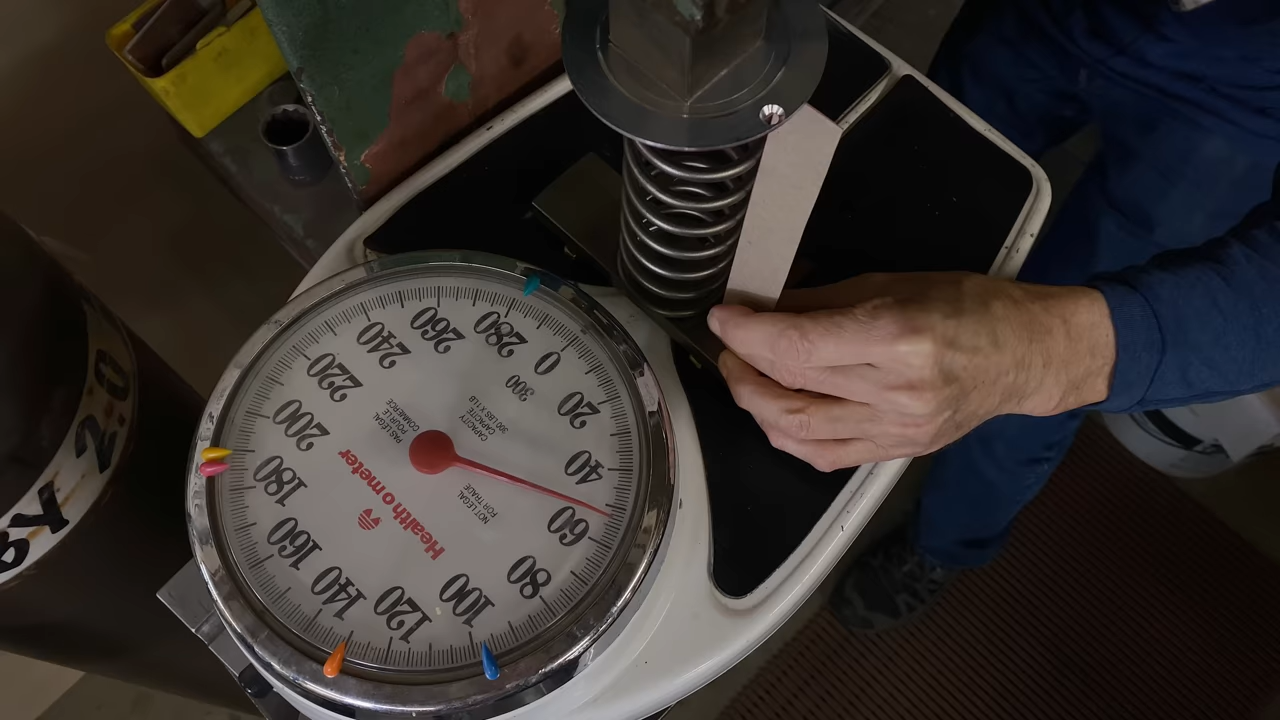 0
20
40
60
80
100
120
140
160
180
200
220
240
260
280
300
CAPACITY
CAPACITÉ
300 LBS X 1 LB
PAS LEGAL
POUR LE
COMMERCE
NOT LEGAL
FOR TRADE
Health o meter